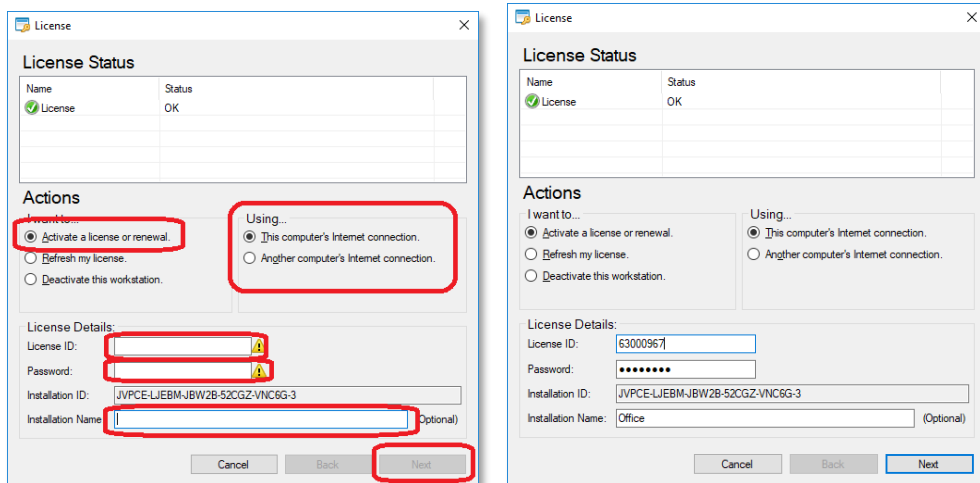 License
License Status
Name Status
License OK
Actions
I want to...
Activate a license or renewal.
Refresh my license.
Deactivate this workstation.
Using...
This computer's Internet connection.
Another computer's Internet connection.
License Details:
License ID:
Password:
Installation ID: JVPCE-LJEBM-JBW2B-52CGZ-VNC6G-3
Installation Name (Optional)
Cancel Back Next
License
License Status
Name Status
License OK
Actions
I want to...
Activate a license or renewal.
Refresh my license.
Deactivate this workstation.
Using...
This computer's Internet connection.
Another computer's Internet connection.
License Details:
License ID: 63000967
Password: ●●●●●●●●
Installation ID: JVPCE-LJEBM-JBW2B-52CGZ-VNC6G-3
Installation Name: Office (Optional)
Cancel Back Next